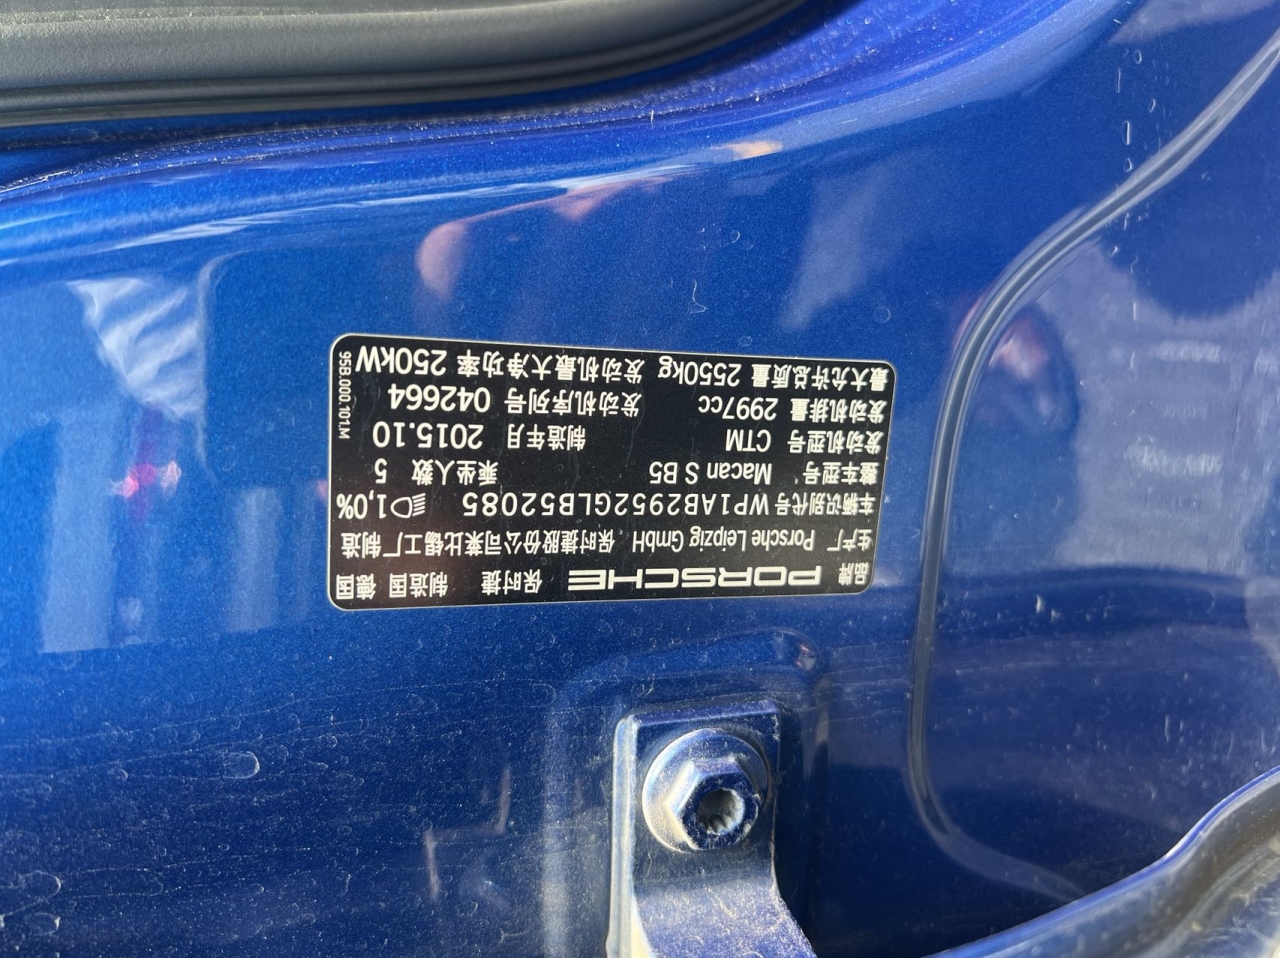 品牌 PORSCHE 保时捷 制造国 德国
生产厂 Porsche Leipzig GmbH, 保时捷股份公司莱比锡工厂制造
车辆识别代号 WP1AB2952GLB52085 1,0%
整车型号 Macan S B5 乘坐人数 5
发动机型号 CTM 制造年月 2015.10
发动机排量 2997cc 发动机序列号 042664
最大允许总质量 2550kg 发动机最大净功率 250kW
95B.000.101.M